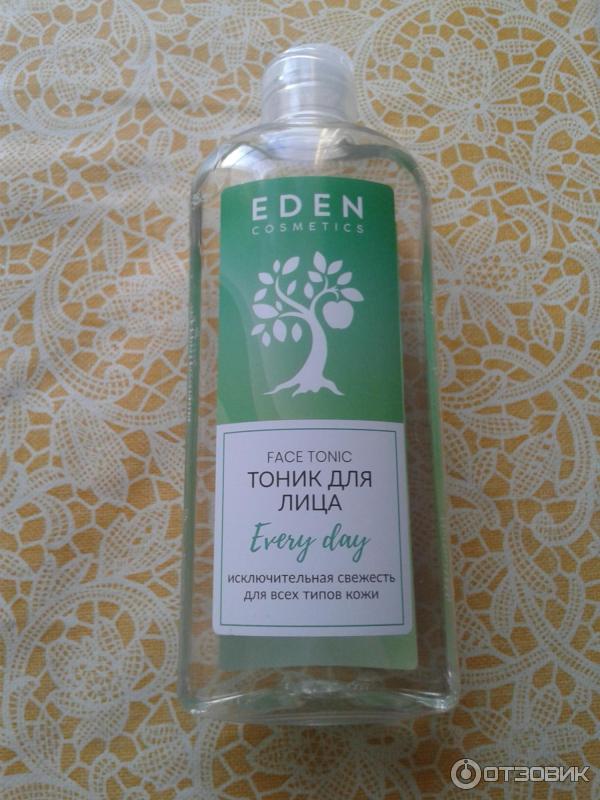 EDEN
COSMETICS
FACE TONIC
ТОНИК ДЛЯ
ЛИЦА
Every day
исключительная свежесть
для всех типов кожи
ОТЗОВИК